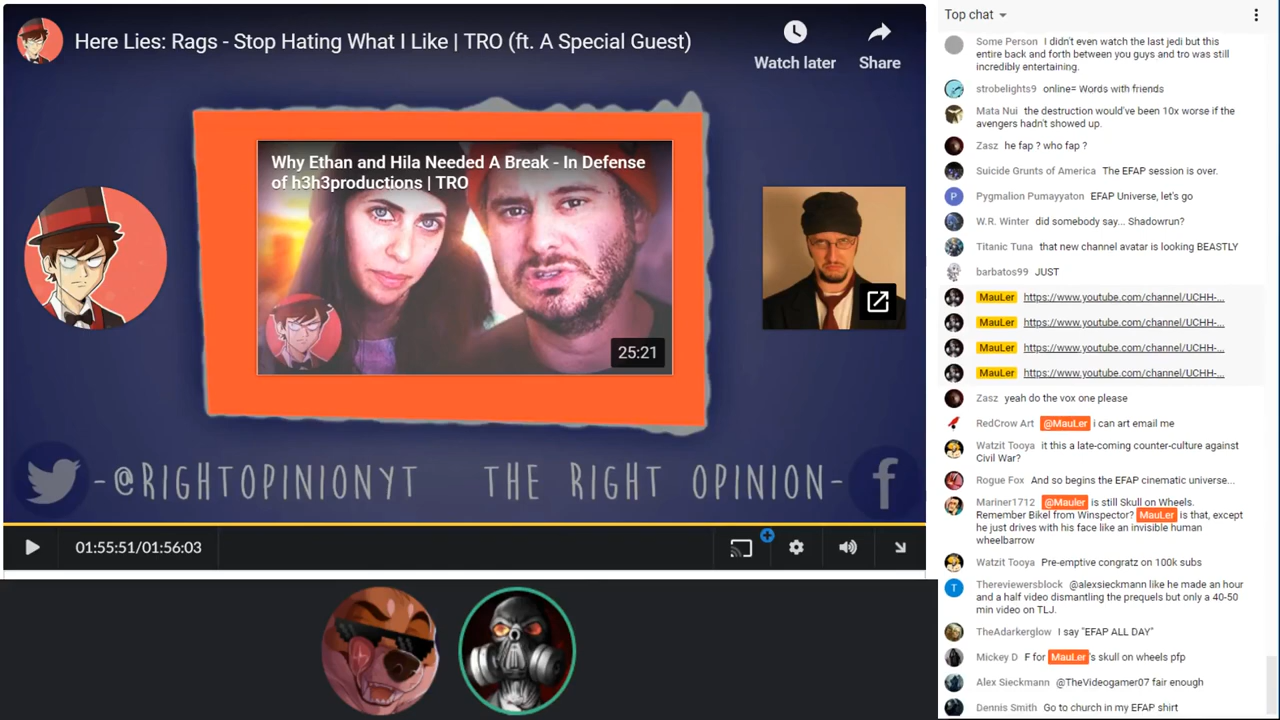 Here Lies: Rags - Stop Hating What I Like | TRO (ft. A Special Guest)
Watch later
Share
Why Ethan and Hila Needed A Break - In Defense
of h3h3productions | TRO
25:21
-@RIGHTOPINIONYT
THE RIGHT OPINION-
01:55:51/01:56:03
Top chat
Some Person I didn't even watch the last jedi but this
entire back and forth between you guys and tro was still
incredibly entertaining.
strobelights9 online= Words with friends
Mata Nui the destruction would've been 10x worse if the
avengers hadn't showed up.
Zasz he fap ? who fap ?
Suicide Grunts of America The EFAP session is over.
P
Pygmalion Pumayyaton EFAP Universe, let's go
W.R. Winter did somebody say... Shadowrun?
Titanic Tuna that new channel avatar is looking BEASTLY
barbatos99 JUST
MauLer https://www.youtube.com/channel/UCHH-...
MauLer https://www.youtube.com/channel/UCHH-...
MauLer https://www.youtube.com/channel/UCHH-...
MauLer https://www.youtube.com/channel/UCHH-...
Zasz yeah do the vox one please
RedCrow Art @MauLer i can art email me
Watzit Tooya it this a late-coming counter-culture against
Civil War?
Rogue Fox And so begins the EFAP cinematic universe...
Mariner1712 @Mauler is still Skull on Wheels.
Remember Bikel from Winspector? MauLer is that, except
he just drives with his face like an invisible human
wheelbarrow
Watzit Tooya Pre-emptive congratz on 100k subs
T
Thereviewersblock @alexsieckmann like he made an hour
and a half video dismantling the prequels but only a 40-50
min video on TLJ.
TheAdarkerglow I say "EFAP ALL DAY"
Mickey D F for MauLer's skull on wheels pfp
Alex Sieckmann @TheVideogamer07 fair enough
Dennis Smith Go to church in my EFAP shirt